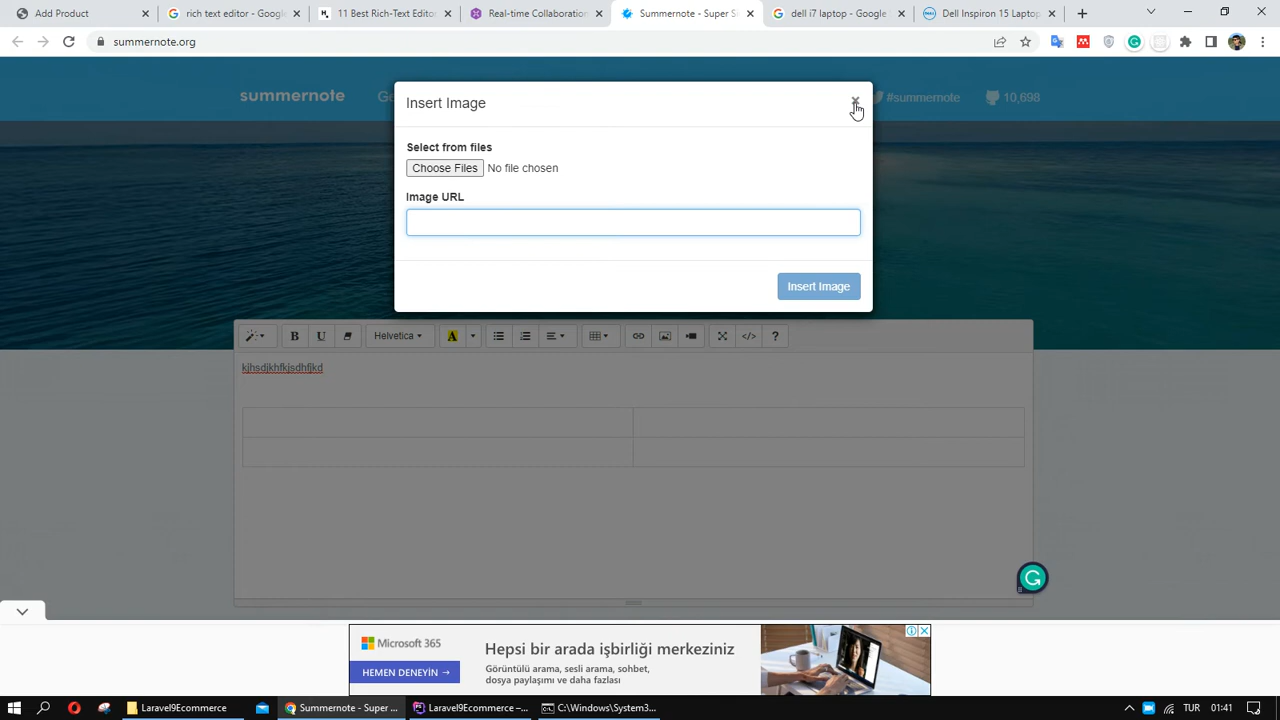 Add Product
rich text editor - Google
11 Best Rich-Text Editor
Real-time Collaboration
Summernote - Super S
dell i7 laptop - Google
Dell Inspiron 15 Laptop
summernote.org
summernote
#summernote
10,698
Insert Image
×
Select from files
Choose Files No file chosen
Image URL
Insert Image
B U Helvetica A </> ?
kjhsdjkhfkjsdhfjkd
Microsoft 365
HEMEN DENEYİN →
Hepsi bir arada işbirliği merkeziniz
Görüntülü arama, sesli arama, sohbet,
dosya paylaşımı ve daha fazlası
Laravel9Ecommerce
Summernote - Super ...
Laravel9Ecommerce –...
C:\Windows\System3...
TUR
01:41